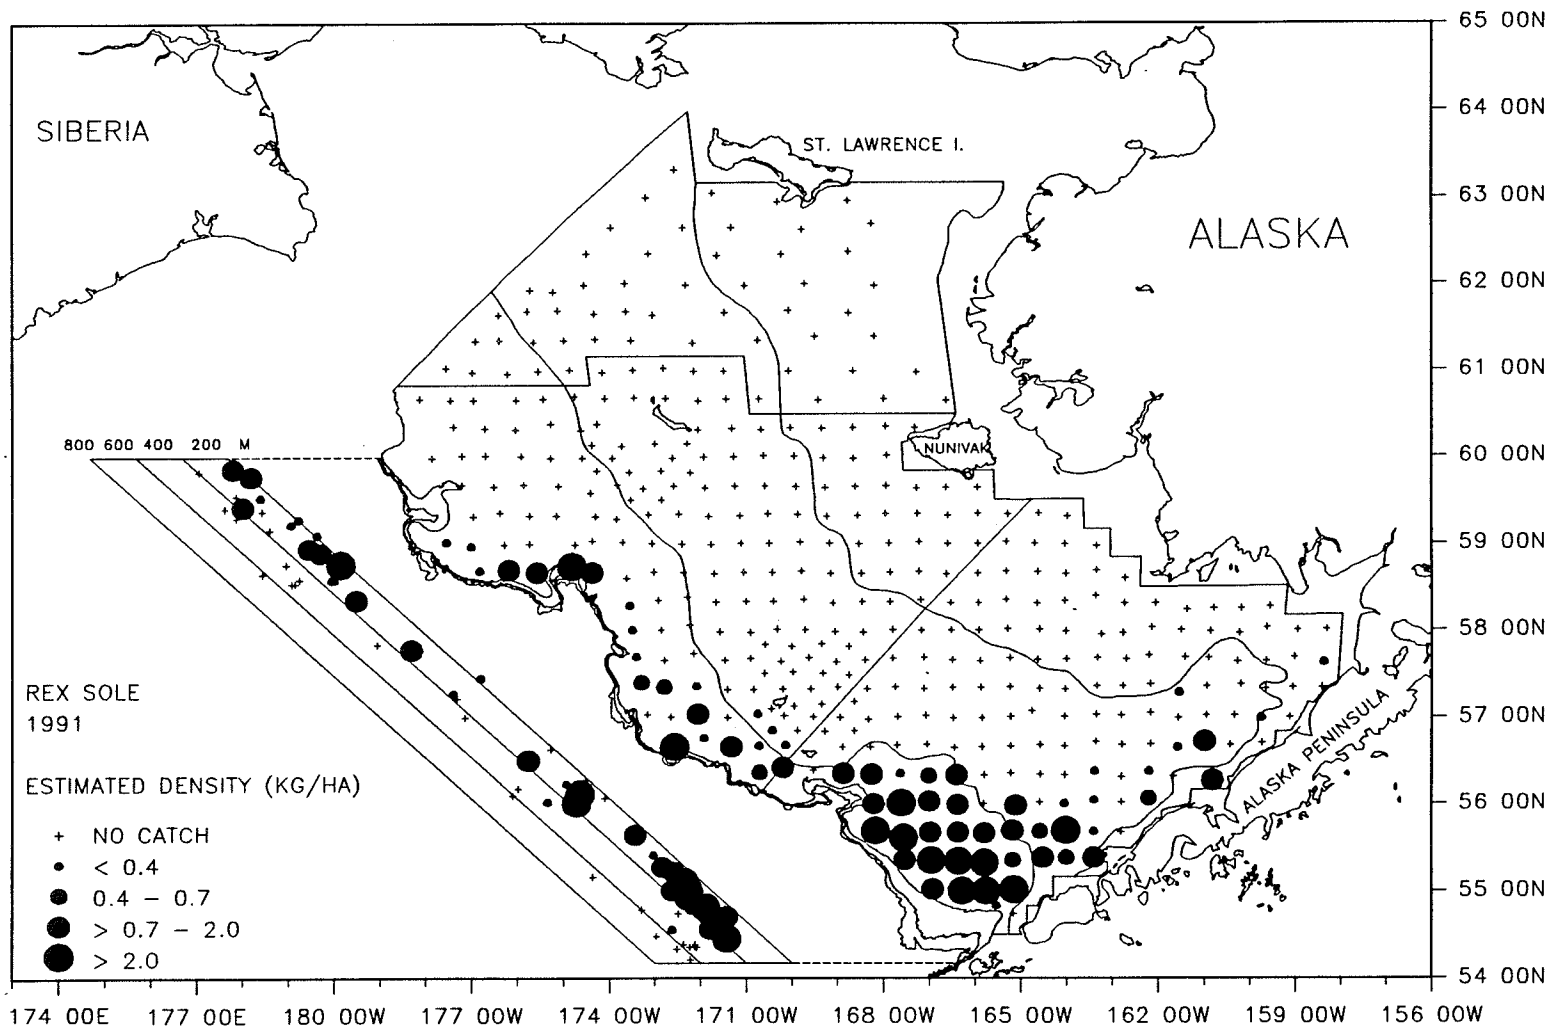 65 00N
64 00N
SIBERIA
ST. LAWRENCE I.
63 00N
ALASKA
62 00N
61 00N
800 600 400 200 M
NUNIVAK
60 00N
59 00N
58 00N
REX SOLE
1991
57 00N
ALASKA PENINSULA
ESTIMATED DENSITY (KG/HA)
56 00N
+ NO CATCH
< 0.4
0.4 – 0.7
55 00N
> 0.7 – 2.0
> 2.0
54 00N
174 00E 177 00E 180 00W 177 00W 174 00W 171 00W 168 00W 165 00W 162 00W 159 00W 156 00W